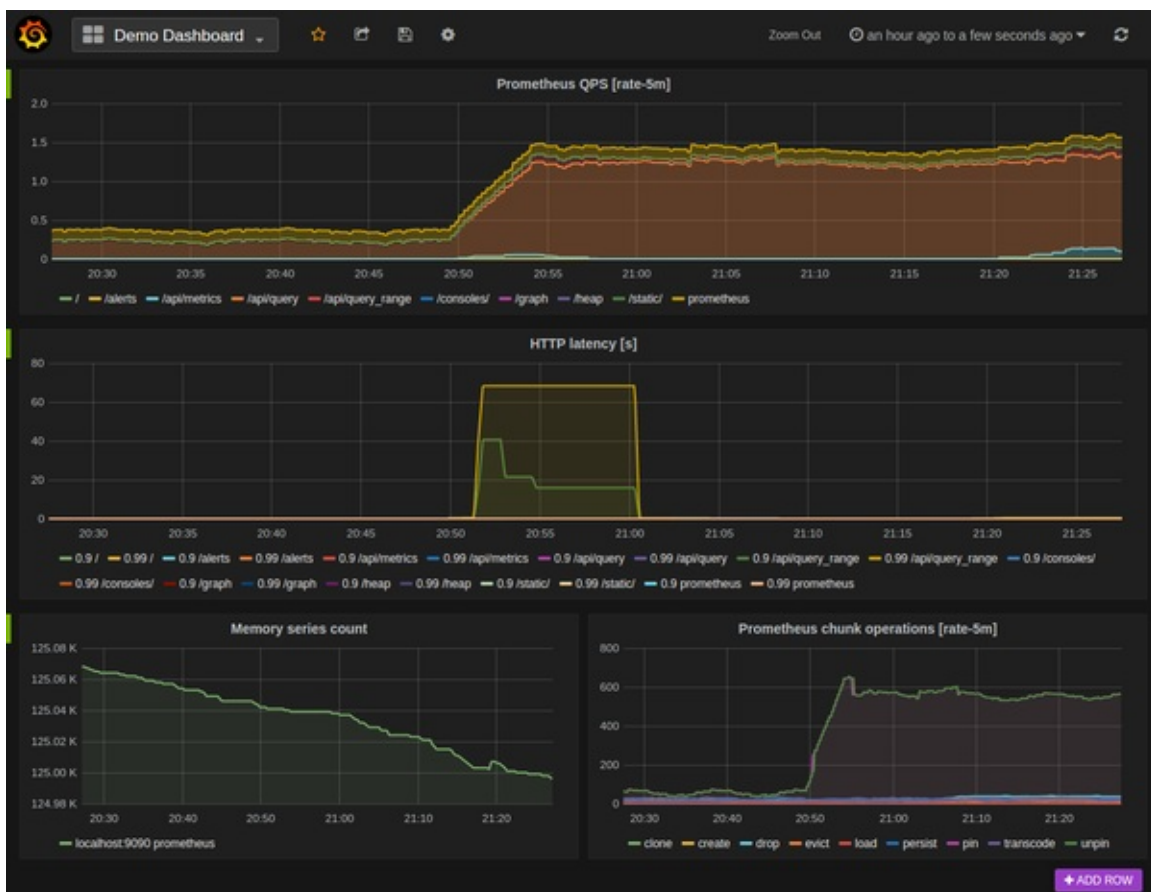 Demo Dashboard
Zoom Out an hour ago to a few seconds ago
Prometheus QPS [rate-5m]
2.0
1.5
1.0
0.5
0
20:30 20:35 20:40 20:45 20:50 20:55 21:00 21:05 21:10 21:15 21:20 21:25
/ /alerts /api/metrics /api/query /api/query_range /consoles/ /graph /heap /static/ prometheus
HTTP latency [s]
80
60
40
20
0
20:30 20:35 20:40 20:45 20:50 20:55 21:00 21:05 21:10 21:15 21:20 21:25
0.9 / 0.99 / 0.9 /alerts 0.99 /alerts 0.9 /api/metrics 0.99 /api/metrics 0.9 /api/query 0.99 /api/query 0.9 /api/query_range 0.99 /api/query_range 0.9 /consoles/
0.99 /consoles/ 0.9 /graph 0.99 /graph 0.9 /heap 0.99 /heap 0.9 /static/ 0.99 /static/ 0.9 prometheus 0.99 prometheus
Memory series count
125.08 K
125.06 K
125.04 K
125.02 K
125.00 K
124.98 K
20:30 20:40 20:50 21:00 21:10 21:20
localhost:9090 prometheus
Prometheus chunk operations [rate-5m]
800
600
400
200
0
20:30 20:40 20:50 21:00 21:10 21:20
clone create drop evict load persist pin transcode unpin
+ ADD ROW